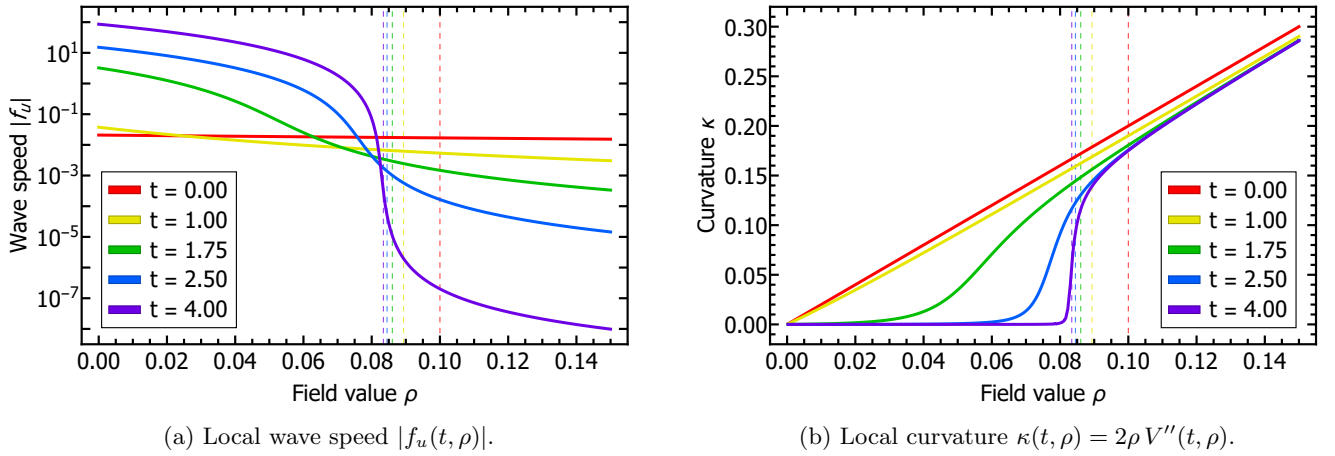 Wave speed |f_u|
10^1
10^{-1}
10^{-3}
10^{-5}
10^{-7}
t = 0.00
t = 1.00
t = 1.75
t = 2.50
t = 4.00
0.00 0.02 0.04 0.06 0.08 0.10 0.12 0.14
Field value ρ
(a) Local wave speed |f_u(t, ρ)|.
Curvature κ
0.30
0.25
0.20
0.15
0.10
0.05
0.00
t = 0.00
t = 1.00
t = 1.75
t = 2.50
t = 4.00
0.00 0.02 0.04 0.06 0.08 0.10 0.12 0.14
Field value ρ
(b) Local curvature κ(t, ρ) = 2ρ V′′(t, ρ).